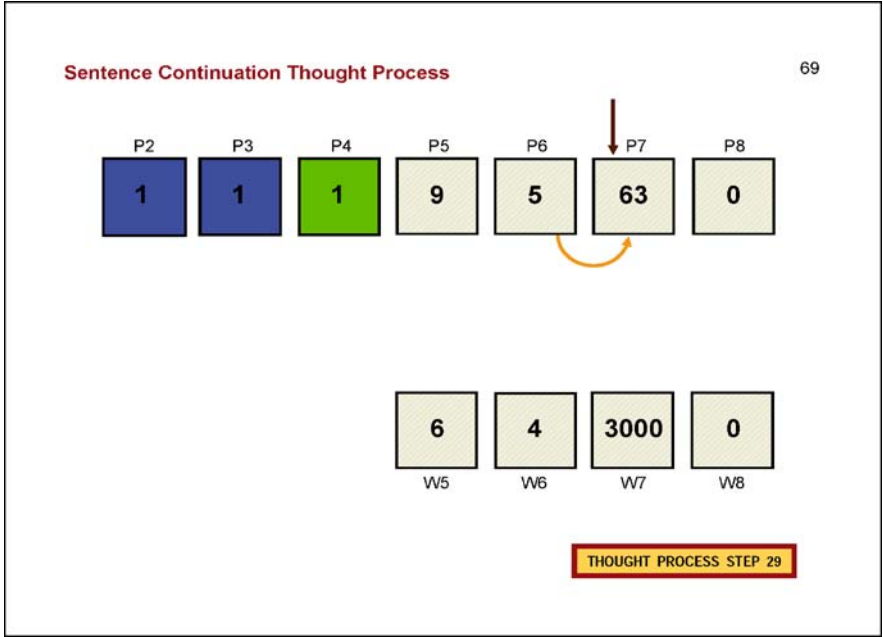 Sentence Continuation Thought Process
69
P2 P3 P4 P5 P6 P7 P8
1 1 1 9 5 63 0
6 4 3000 0
W5 W6 W7 W8
THOUGHT PROCESS STEP 29